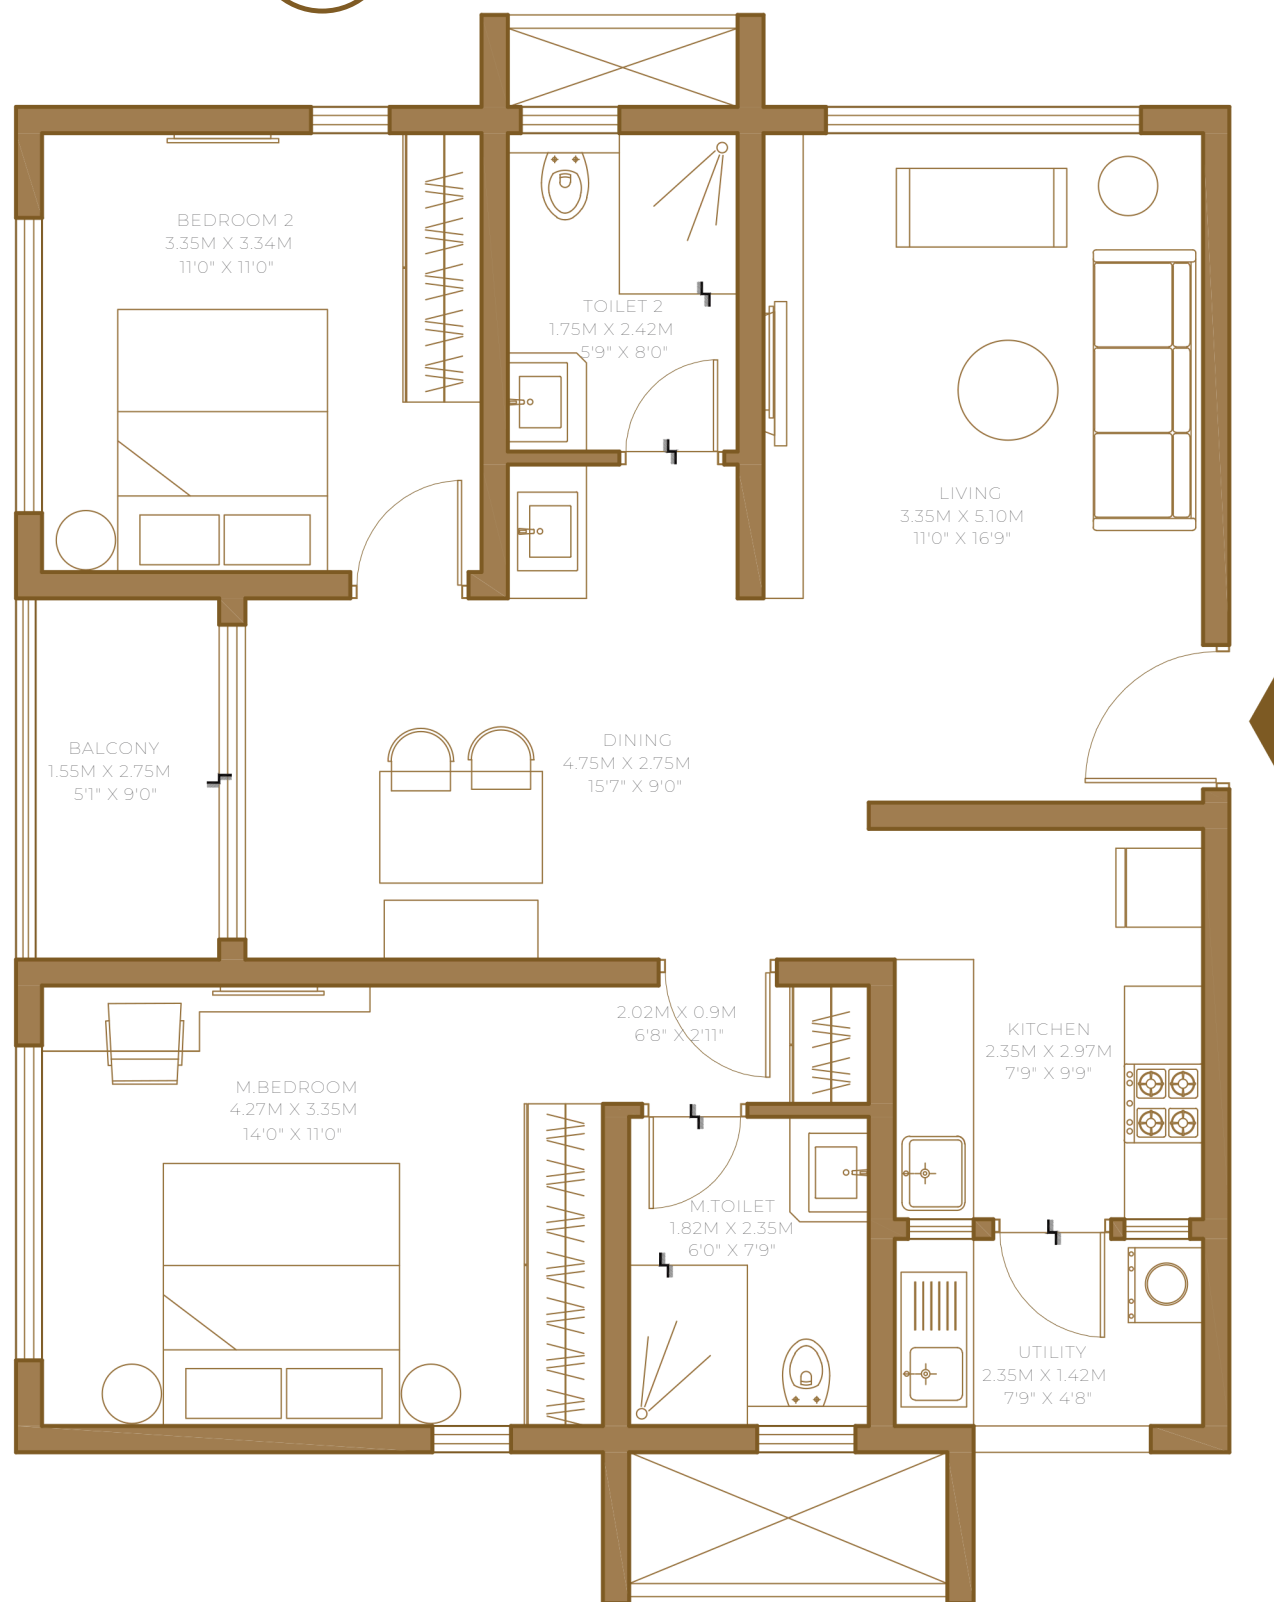 BEDROOM 2
3.35M X 3.34M
11'0" X 11'0"
TOILET 2
1.75M X 2.42M
5'9" X 8'0"
LIVING
3.35M X 5.10M
11'0" X 16'9"
BALCONY
1.55M X 2.75M
5'1" X 9'0"
DINING
4.75M X 2.75M
15'7" X 9'0"
2.02M X 0.9M
6'8" X 2'11"
KITCHEN
2.35M X 2.97M
7'9" X 9'9"
M.BEDROOM
4.27M X 3.35M
14'0" X 11'0"
M.TOILET
1.82M X 2.35M
6'0" X 7'9"
UTILITY
2.35M X 1.42M
7'9" X 4'8"